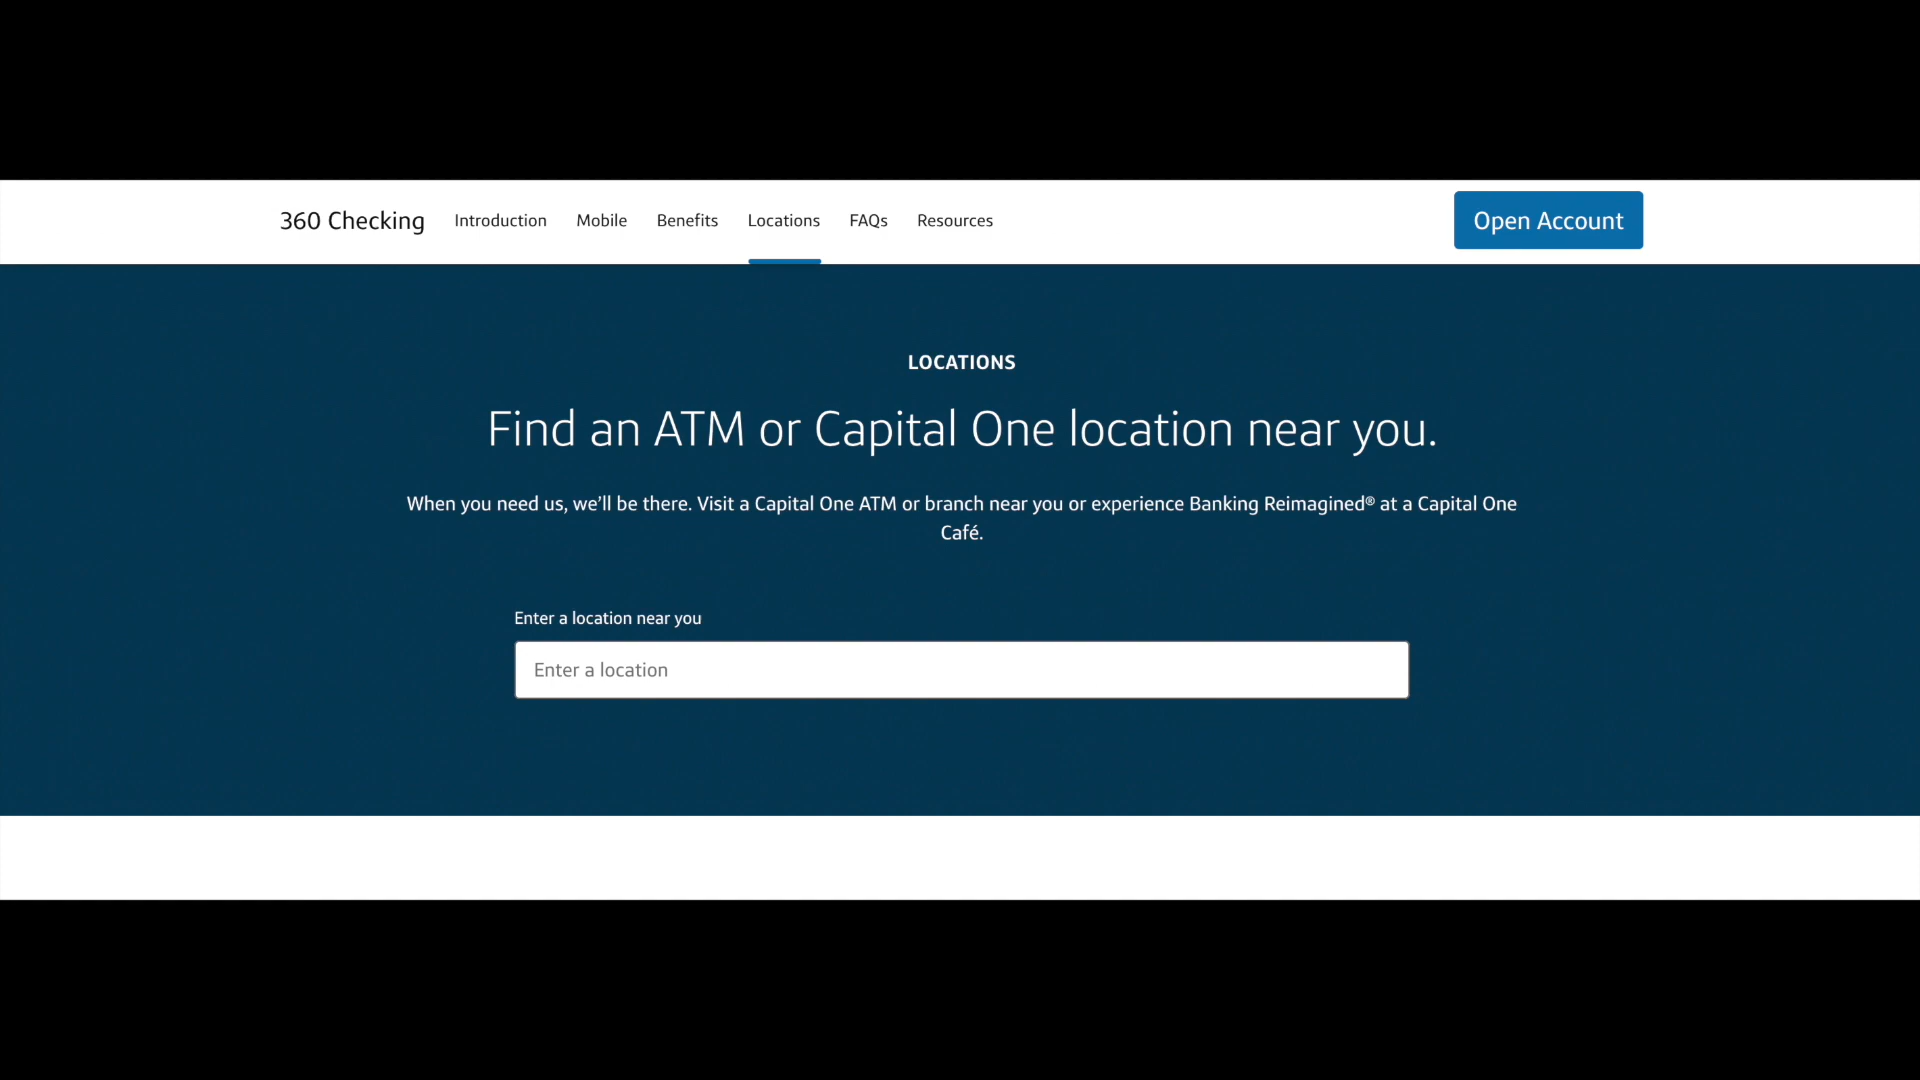 360 Checking Introduction Mobile Benefits Locations FAQs Resources Open Account
LOCATIONS
Find an ATM or Capital One location near you.
When you need us, we’ll be there. Visit a Capital One ATM or branch near you or experience Banking Reimagined® at a Capital One
Café.
Enter a location near you
Enter a location